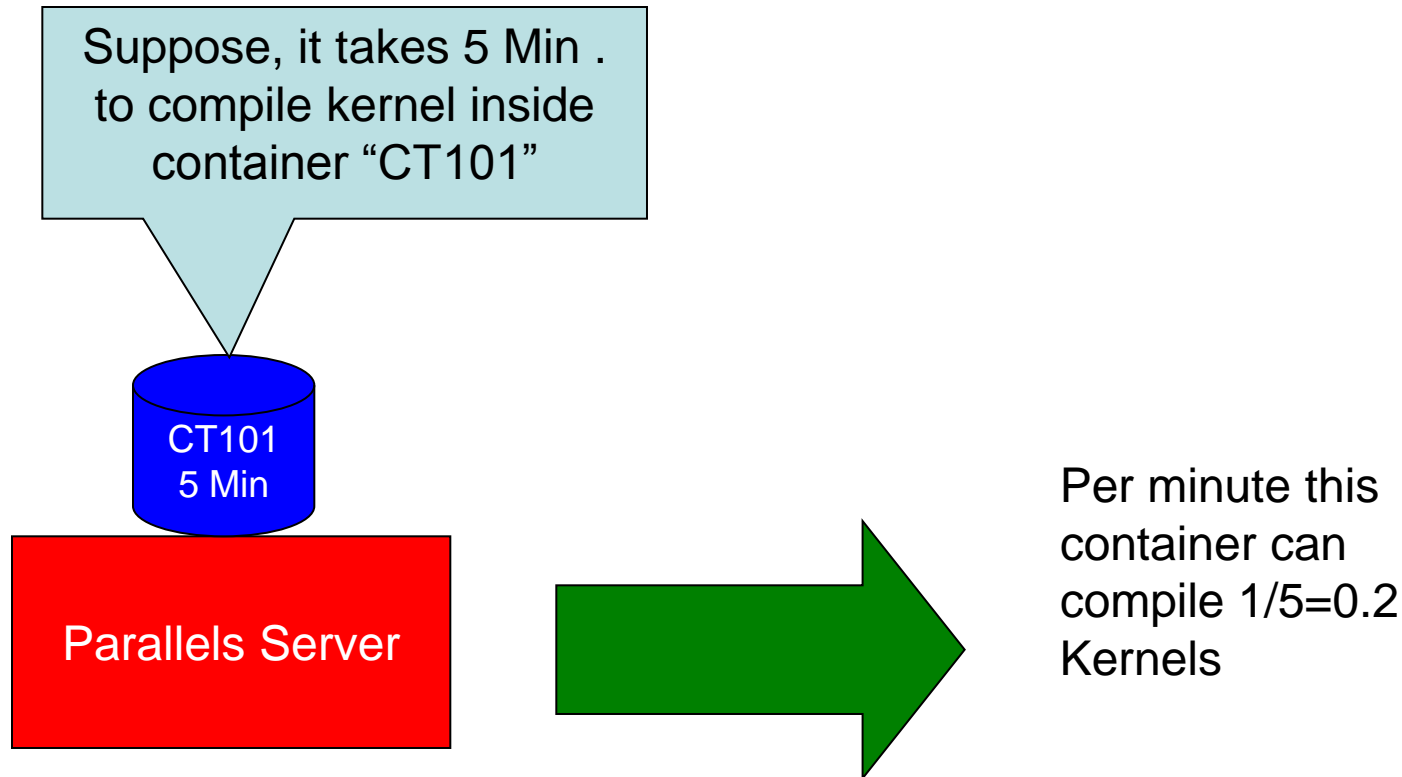 Suppose, it takes 5 Min .
to compile kernel inside
container “CT101”
CT101
5 Min
Parallels Server
Per minute this
container can
compile 1/5=0.2
Kernels